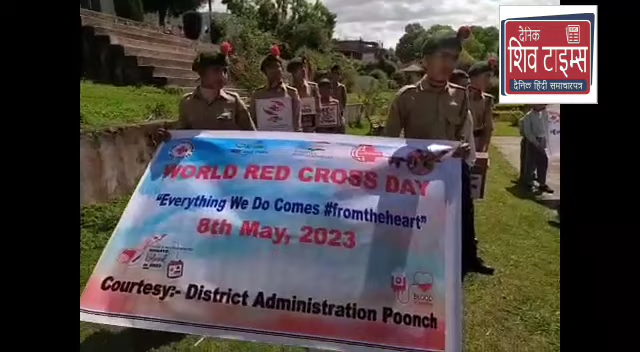 दैनिक
शिव टाइम्स
दैनिक हिंदी समाचारपत्र
WORLD RED CROSS DAY
"Everything We Do Comes #fromtheheart"
8th May, 2023
Courtesy:- District Administration Poonch
BLOOD